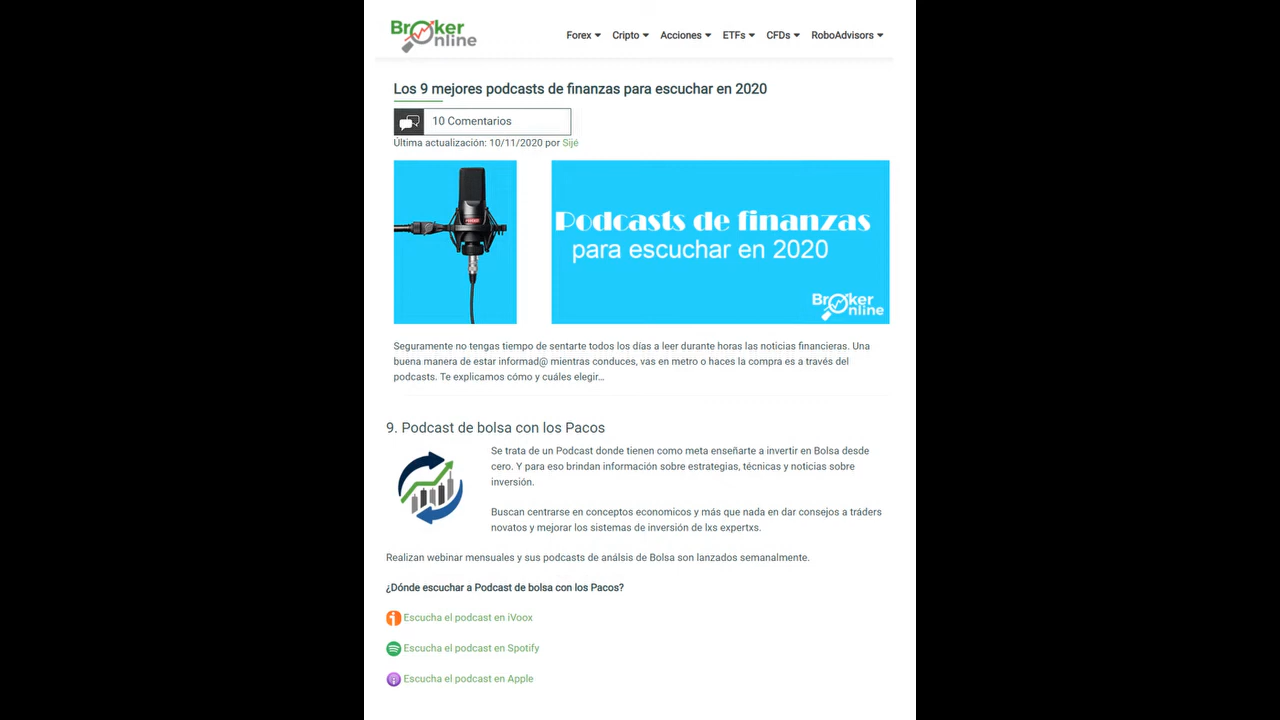 Broker
Online
Forex Cripto Acciones ETFs CFDs RoboAdvisors
Los 9 mejores podcasts de finanzas para escuchar en 2020
10 Comentarios
Última actualización: 10/11/2020 por Sijé
Podcasts de finanzas
para escuchar en 2020
Broker
Online
Seguramente no tengas tiempo de sentarte todos los días a leer durante horas las noticias financieras. Una
buena manera de estar informad@ mientras conduces, vas en metro o haces la compra es a través del
podcasts. Te explicamos cómo y cuáles elegir...
9. Podcast de bolsa con los Pacos
Se trata de un Podcast donde tienen como meta enseñarte a invertir en Bolsa desde
cero. Y para eso brindan información sobre estrategias, técnicas y noticias sobre
inversión.
Buscan centrarse en conceptos economicos y más que nada en dar consejos a tráders
novatos y mejorar los sistemas de inversión de lxs expertxs.
Realizan webinar mensuales y sus podcasts de análsis de Bolsa son lanzados semanalmente.
¿Dónde escuchar a Podcast de bolsa con los Pacos?
Escucha el podcast en iVoox
Escucha el podcast en Spotify
Escucha el podcast en Apple